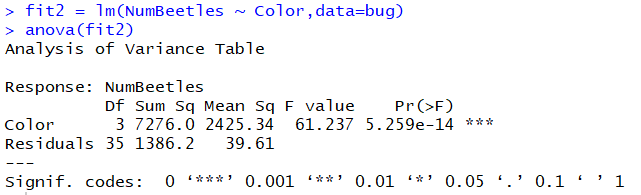 > fit2 = lm(NumBeetles ~ Color,data=bug)
> anova(fit2)
Analysis of Variance Table

Response: NumBeetles
          Df Sum Sq Mean Sq F value    Pr(>F)
Color      3 7276.0 2425.34  61.237 5.259e-14 ***
Residuals 35 1386.2   39.61
---
Signif. codes:  0 ‘***’ 0.001 ‘**’ 0.01 ‘*’ 0.05 ‘.’ 0.1 ‘ ’ 1